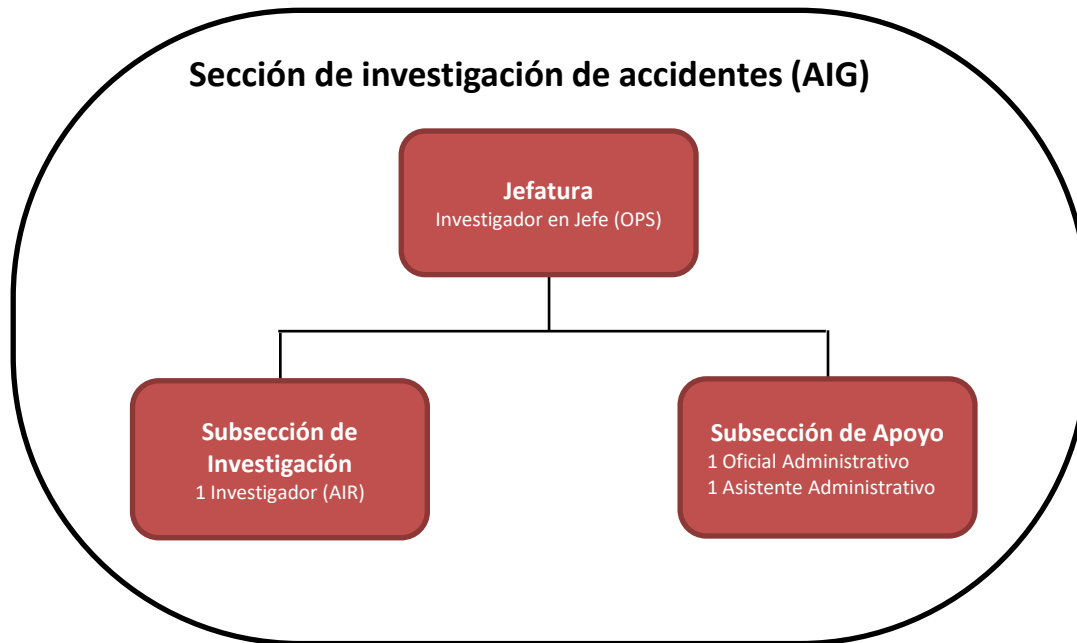 Sección de investigación de accidentes (AIG)
Jefatura
Investigador en Jefe (OPS)
Subsección de
Investigación
1 Investigador (AIR)
Subsección de Apoyo
1 Oficial Administrativo
1 Asistente Administrativo